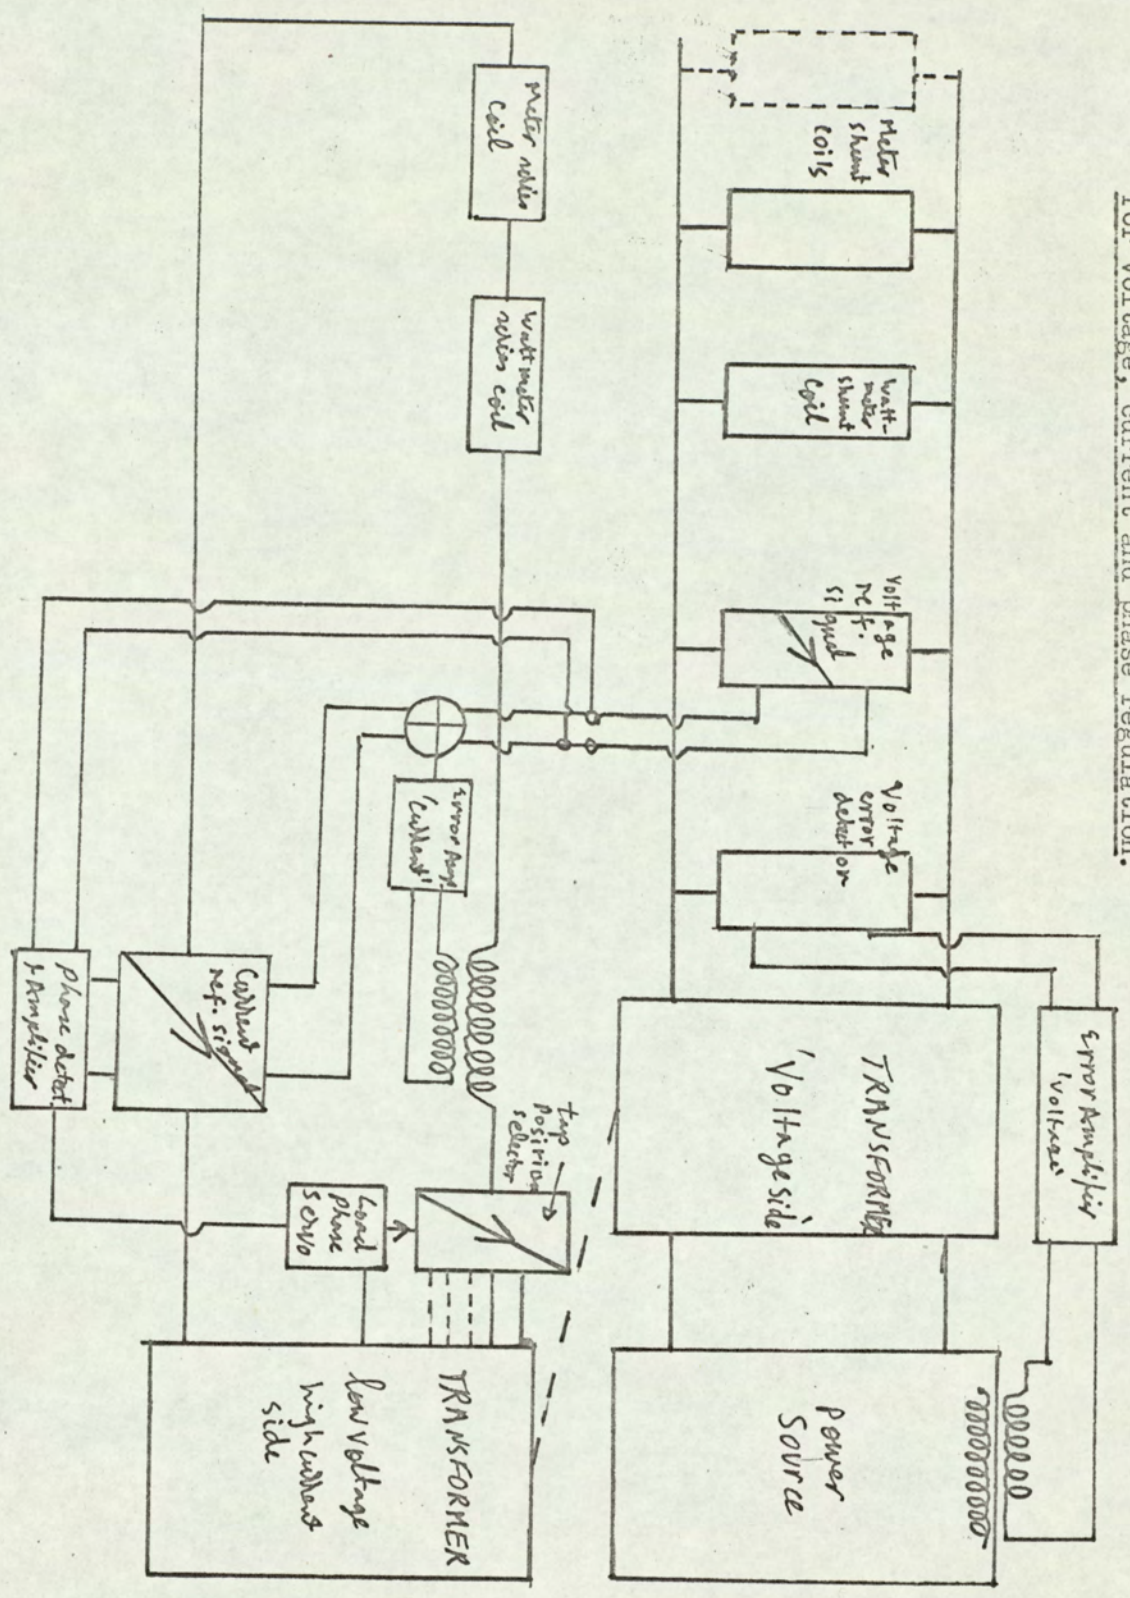 for voltage, current and phase regulation.
Meter
shunt
coils
Watt-
meter
shunt
Coil
Voltage
ref.
signal
Voltage
error
detection
Error Amplifier
'Voltage'
TRANSFORMER
'Voltage side'
Power
Source
Meter series
Coil
Wattmeter
series coil
Error Amp.
'Current'
tap
Position
selector
Load
phase
servo
Current
ref. signal
Phase detect.
& Amplifier
TRANSFORMER
low voltage
high current
side